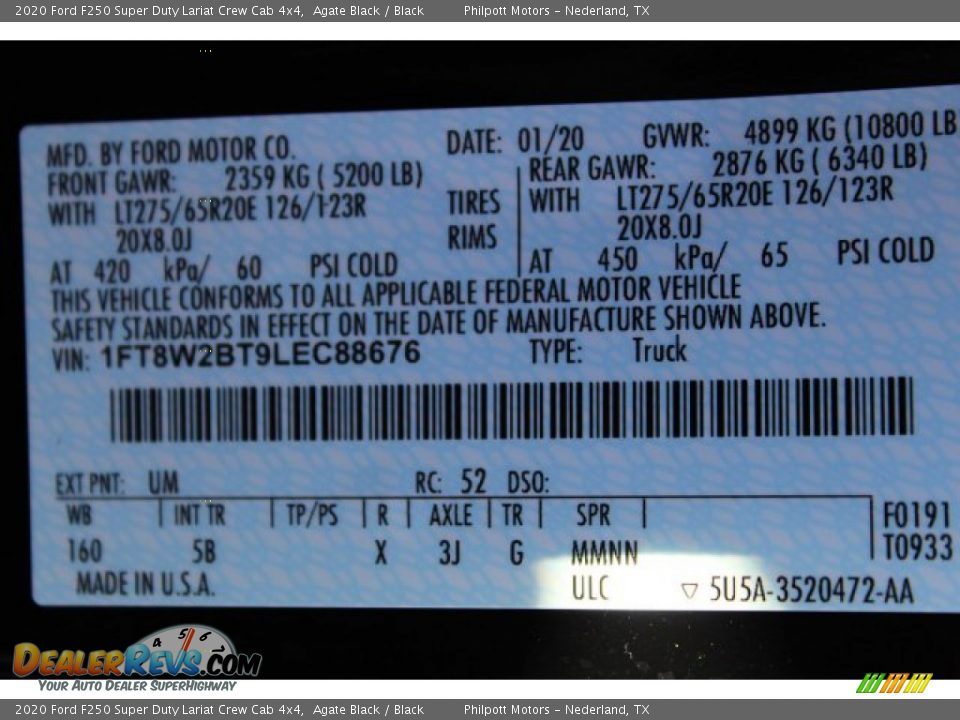 2020 Ford F250 Super Duty Lariat Crew Cab 4x4, Agate Black / Black Philpott Motors - Nederland, TX
MFD. BY FORD MOTOR CO. DATE: 01/20 GVWR: 4899 KG (10800 LB
FRONT GAWR: 2359 KG ( 5200 LB) REAR GAWR: 2876 KG ( 6340 LB)
WITH LT275/65R20E 126/123R TIRES WITH LT275/65R20E 126/123R
20X8.0J RIMS 20X8.0J
AT 420 kPa/ 60 PSI COLD AT 450 kPa/ 65 PSI COLD
THIS VEHICLE CONFORMS TO ALL APPLICABLE FEDERAL MOTOR VEHICLE
SAFETY STANDARDS IN EFFECT ON THE DATE OF MANUFACTURE SHOWN ABOVE.
VIN: 1FT8W2BT9LEC88676 TYPE: Truck
EXT PNT: UM RC: 52 DSO:
WB INT TR TP/PS R AXLE TR SPR F0191
160 5B X 3J G MMNN T0933
MADE IN U.S.A. ULC ▽ 5U5A-3520472-AA
4 5 6
DEALERREVS.COM
YOUR AUTO DEALER SUPERHIGHWAY
2020 Ford F250 Super Duty Lariat Crew Cab 4x4, Agate Black / Black Philpott Motors - Nederland, TX